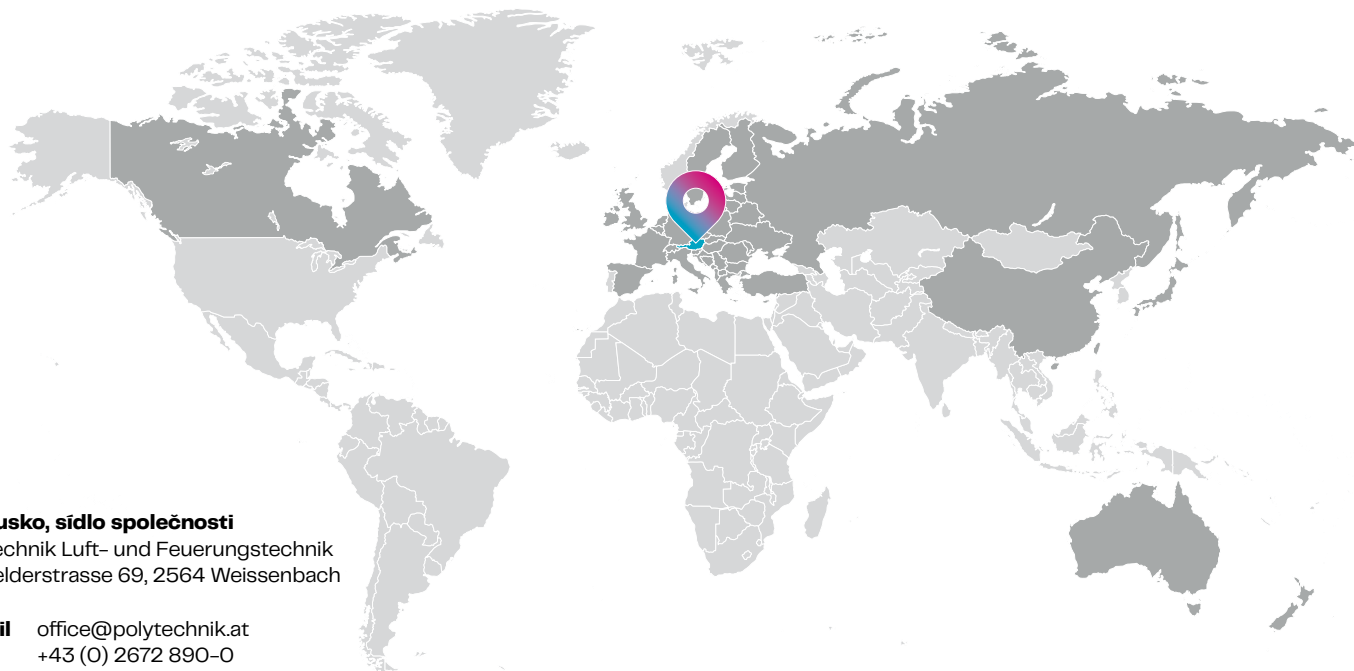 usko, sídlo společnosti
echnik Luft- und Feuerungstechnik
elderstrasse 69, 2564 Weissenbach
il office@polytechnik.at
+43 (0) 2672 890-0